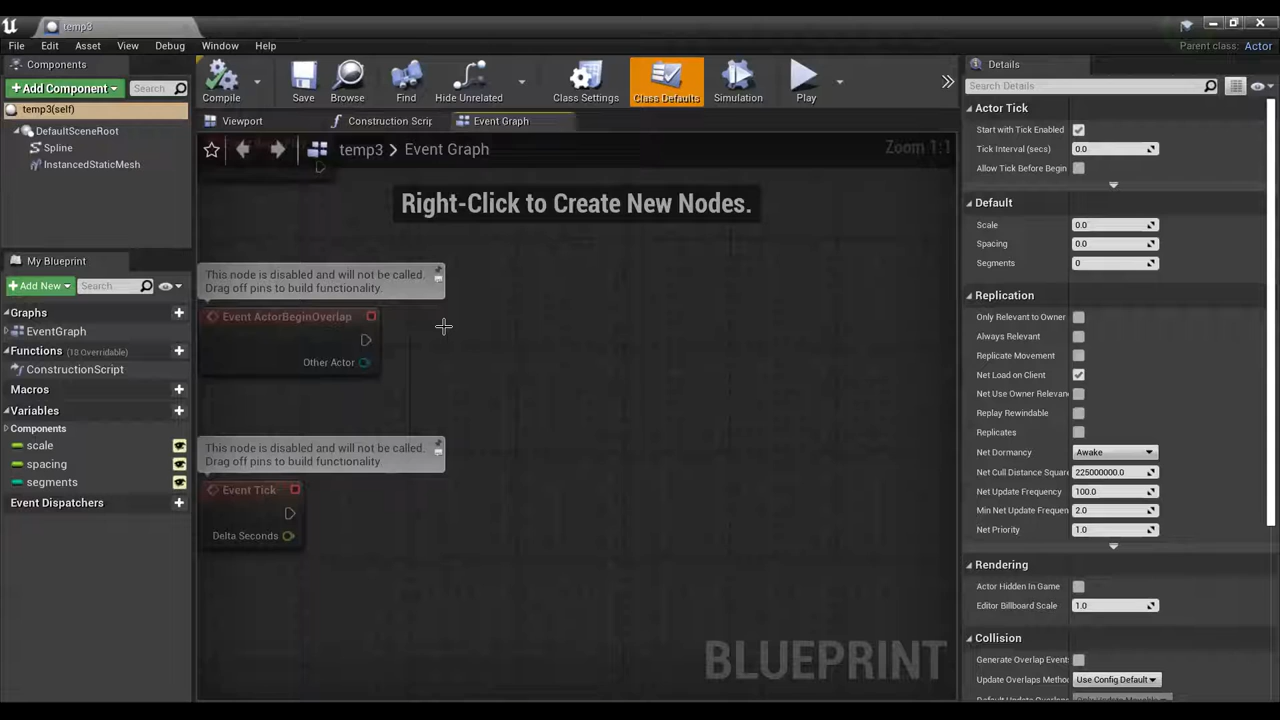 temp3
File Edit Asset View Debug Window Help
Parent class: Actor
Components
Add Component
Search
temp3(self)
DefaultSceneRoot
Spline
InstancedStaticMesh
My Blueprint
Add New
Search
Graphs
EventGraph
Functions (18 Overridable)
ConstructionScript
Macros
Variables
Components
scale
spacing
segments
Event Dispatchers
Compile
Save
Browse
Find
Hide Unrelated
Class Settings
Class Defaults
Simulation
Play
Viewport
Construction Scrip
Event Graph
temp3 > Event Graph
Zoom 1:1
Right-Click to Create New Nodes.
This node is disabled and will not be called.
Drag off pins to build functionality.
Event ActorBeginOverlap
Other Actor
This node is disabled and will not be called.
Drag off pins to build functionality.
Event Tick
Delta Seconds
BLUEPRINT
Details
Search Details
Actor Tick
Start with Tick Enabled
Tick Interval (secs) 0.0
Allow Tick Before Begin
Default
Scale 0.0
Spacing 0.0
Segments 0
Replication
Only Relevant to Owner
Always Relevant
Replicate Movement
Net Load on Client
Net Use Owner Relevan
Replay Rewindable
Replicates
Net Dormancy Awake
Net Cull Distance Square 225000000.0
Net Update Frequency 100.0
Min Net Update Frequen 2.0
Net Priority 1.0
Rendering
Actor Hidden In Game
Editor Billboard Scale 1.0
Collision
Generate Overlap Event
Update Overlaps Metho Use Config Default